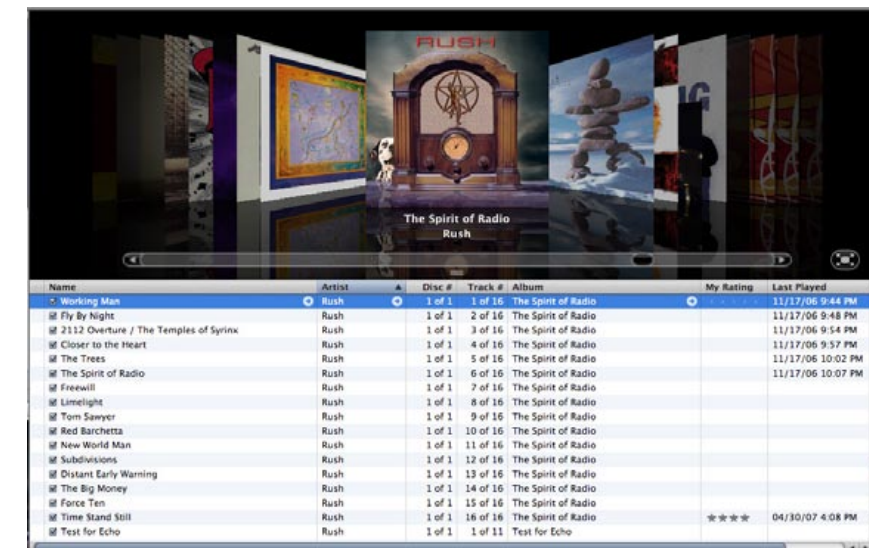 RUSH
NG
The Spirit of Radio
Rush
Name Artist Disc # Track # Album My Rating Last Played
Working Man Rush 1 of 1 1 of 16 The Spirit of Radio 11/17/06 9:44 PM
Fly By Night Rush 1 of 1 2 of 16 The Spirit of Radio 11/17/06 9:48 PM
2112 Overture / The Temples of Syrinx Rush 1 of 1 3 of 16 The Spirit of Radio 11/17/06 9:54 PM
Closer to the Heart Rush 1 of 1 4 of 16 The Spirit of Radio 11/17/06 9:57 PM
The Trees Rush 1 of 1 5 of 16 The Spirit of Radio 11/17/06 10:02 PM
The Spirit of Radio Rush 1 of 1 6 of 16 The Spirit of Radio 11/17/06 10:07 PM
Freewill Rush 1 of 1 7 of 16 The Spirit of Radio
Limelight Rush 1 of 1 8 of 16 The Spirit of Radio
Tom Sawyer Rush 1 of 1 9 of 16 The Spirit of Radio
Red Barchetta Rush 1 of 1 10 of 16 The Spirit of Radio
New World Man Rush 1 of 1 11 of 16 The Spirit of Radio
Subdivisions Rush 1 of 1 12 of 16 The Spirit of Radio
Distant Early Warning Rush 1 of 1 13 of 16 The Spirit of Radio
The Big Money Rush 1 of 1 14 of 16 The Spirit of Radio
Force Ten Rush 1 of 1 15 of 16 The Spirit of Radio
Time Stand Still Rush 1 of 1 16 of 16 The Spirit of Radio ★★★★ 04/30/07 4:08 PM
Test for Echo Rush 1 of 1 1 of 11 Test for Echo